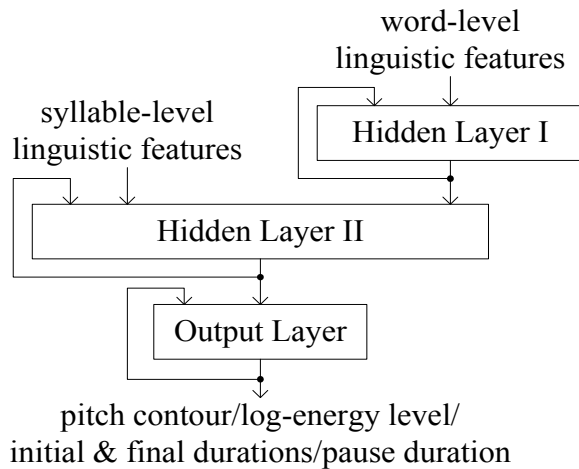 word-level
linguistic features
Hidden Layer I
syllable-level
linguistic features
Hidden Layer II
Output Layer
pitch contour/log-energy level/
initial & final durations/pause duration